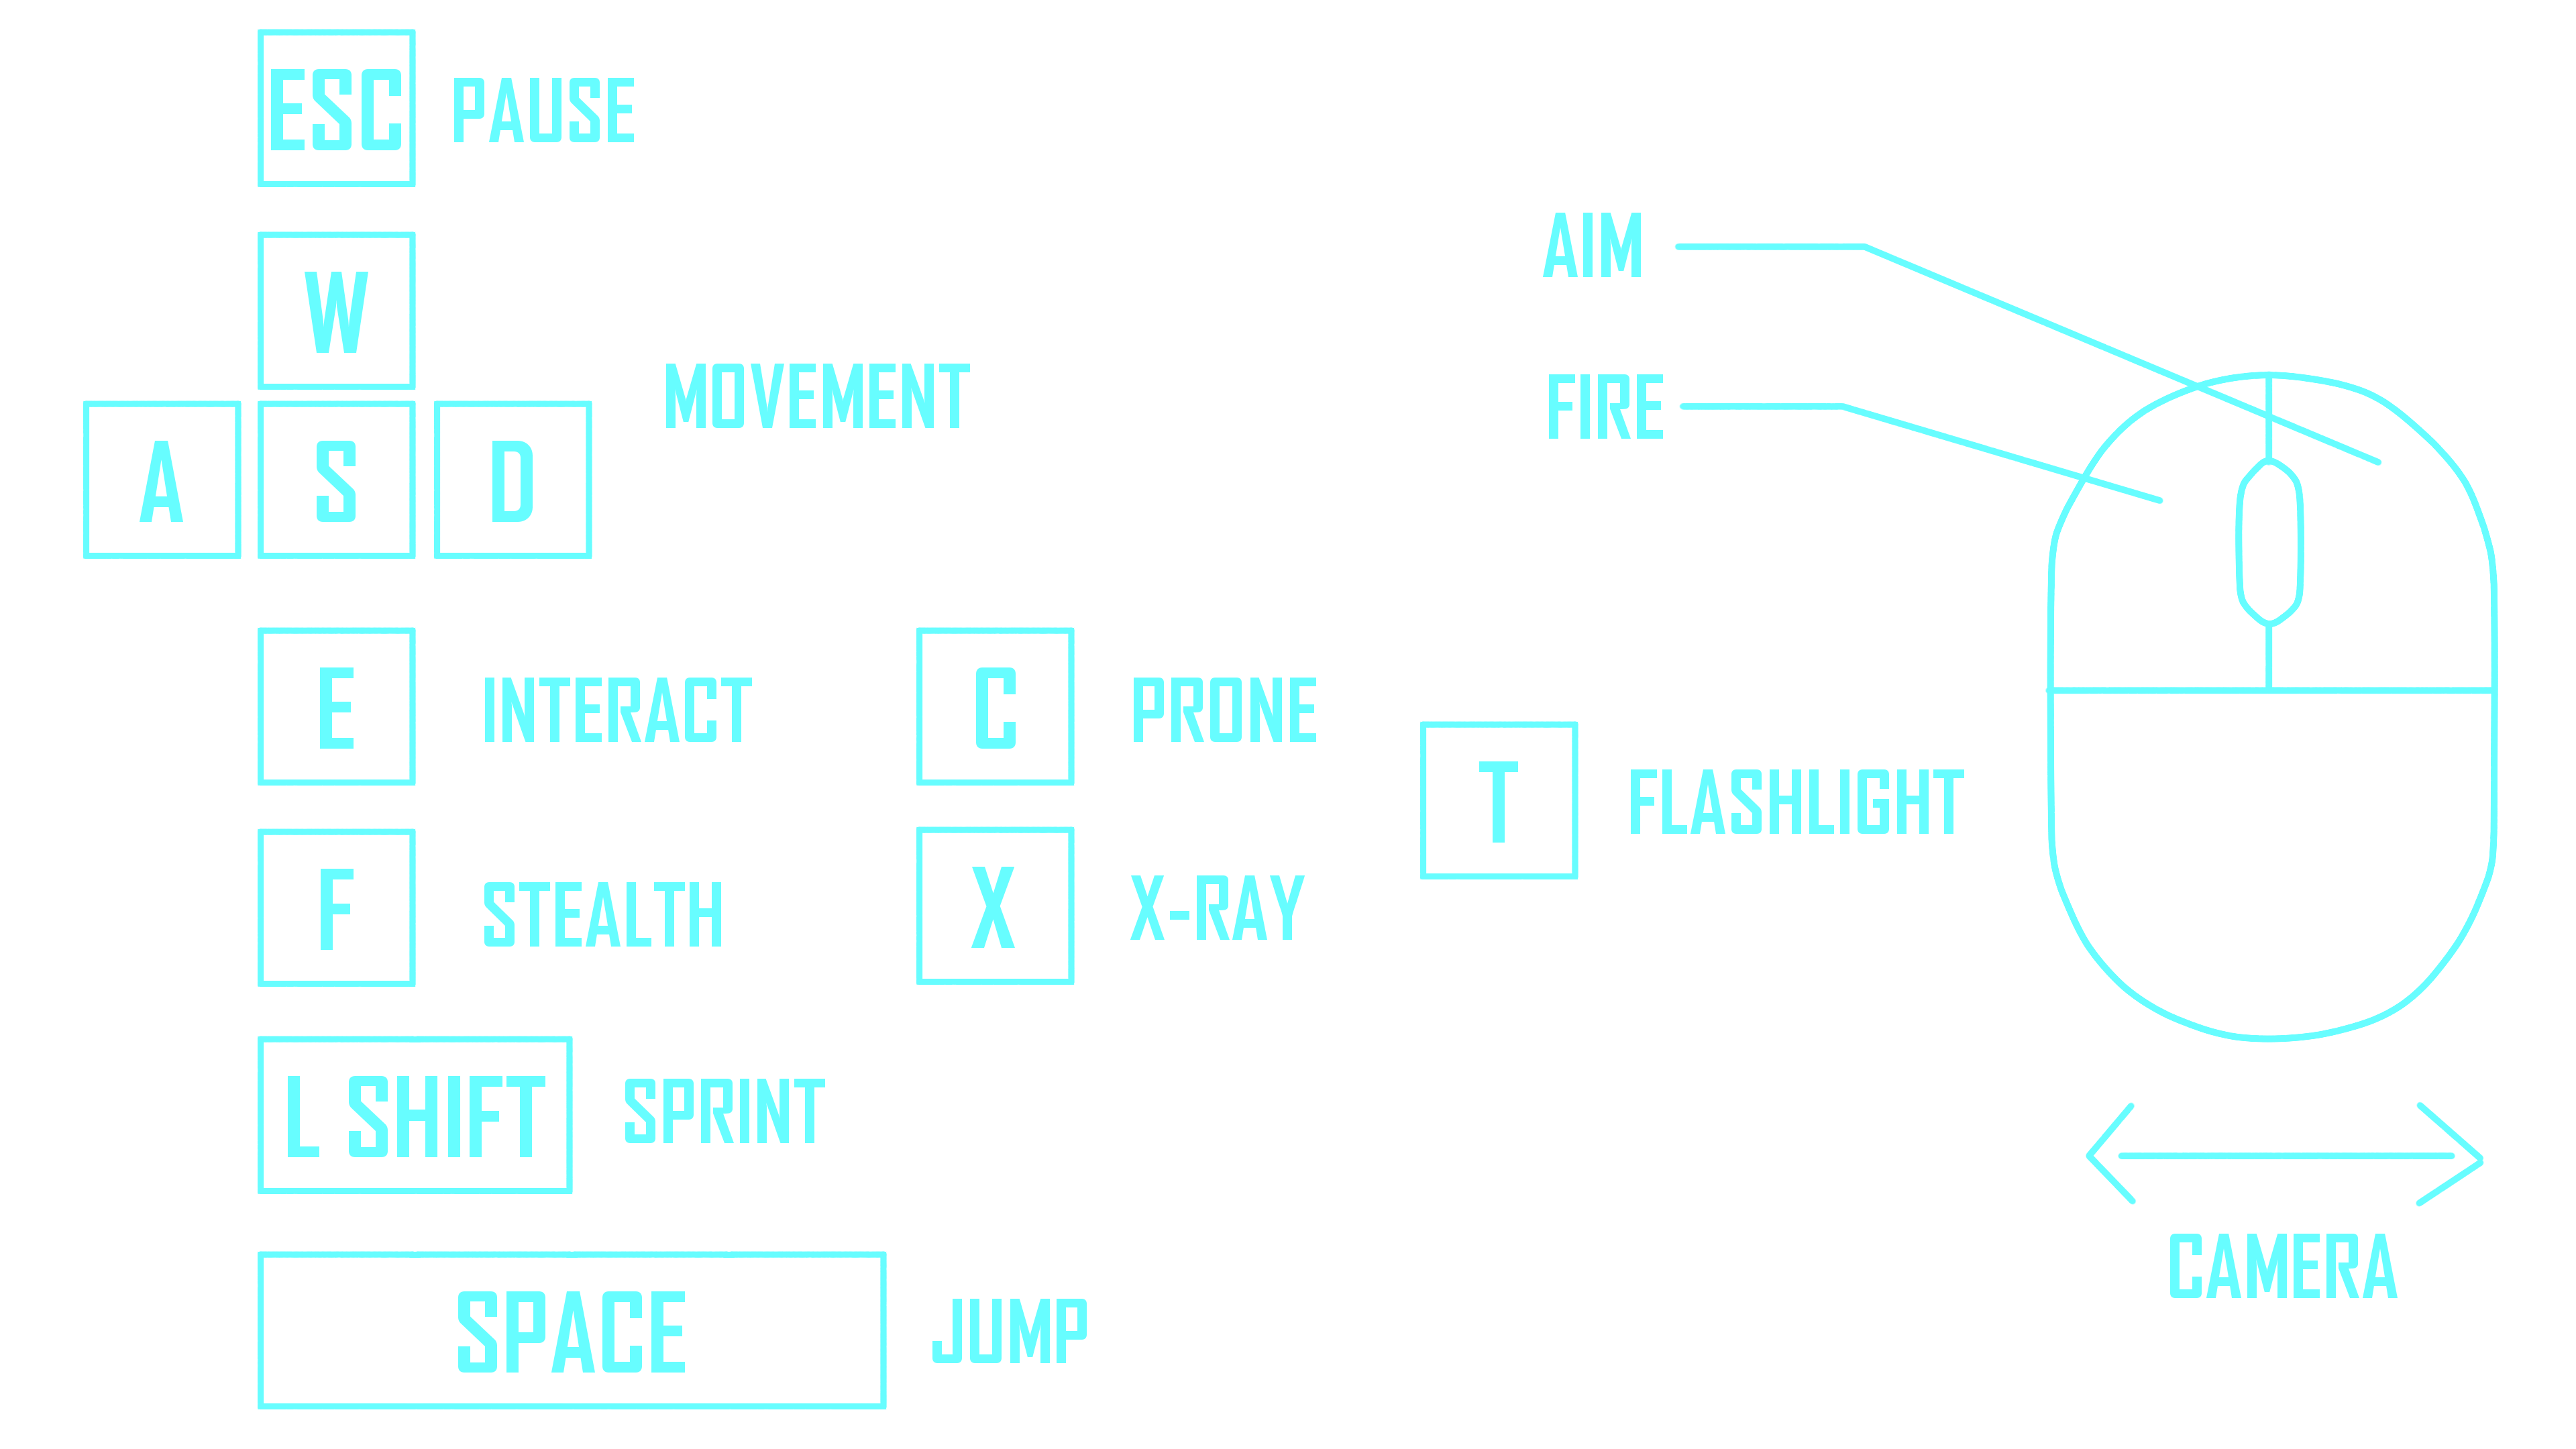 ESC PAUSE
W
A S D MOVEMENT
AIM
FIRE
E INTERACT
C PRONE
T FLASHLIGHT
F STEALTH
X X-RAY
L SHIFT SPRINT
SPACE JUMP
CAMERA